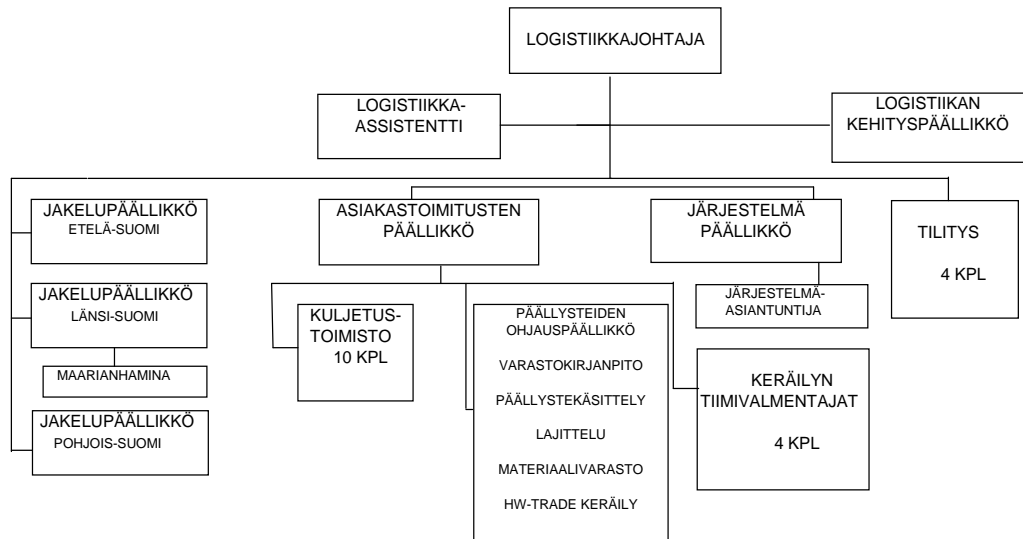 LOGISTIIKKAJOHTAJA
LOGISTIIKKA-
ASSISTENTTI
LOGISTIIKAN
KEHITYSPÄÄLLIKKÖ
JAKELUPÄÄLLIKKÖ
ETELÄ-SUOMI
ASIAKASTOIMITUSTEN
PÄÄLLIKKÖ
JÄRJESTELMÄ
PÄÄLLIKKÖ
TILITYS
4 KPL
JAKELUPÄÄLLIKKÖ
LÄNSI-SUOMI
MAARIANHAMINA
JAKELUPÄÄLLIKKÖ
POHJOIS-SUOMI
KULJETUS-
TOIMISTO
10 KPL
PÄÄLLYSTEIDEN
OHJAUSPÄÄLLIKKÖ
VARASTOKIRJANPITO
PÄÄLLYSTEKÄSITTELY
LAJITTELU
MATERIAALIVARASTO
HW-TRADE KERÄILY
JÄRJESTELMÄ-
ASIANTUNTIJA
KERÄILYN
TIIMIVALMENTAJAT
4 KPL